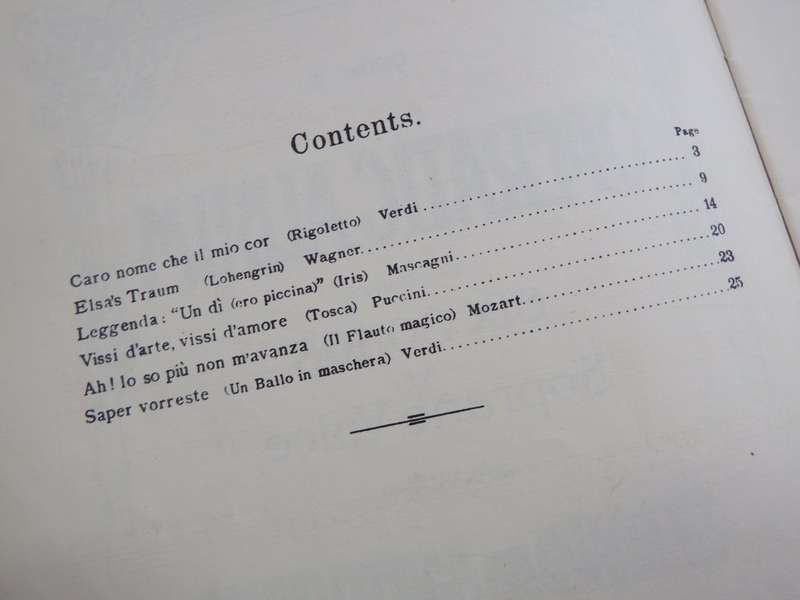 Contents.
Page
Caro nome che il mio cor (Rigoletto) Verdi ........................................ 3
Elsa's Traum (Lohengrin) Wagner........................................ 9
Leggenda: "Un dì (ero piccina)" (Iris) Mascagni........................................ 14
Vissi d'arte, vissi d'amore (Tosca) Puccini........................................ 20
Ah! lo so più non m'avanza (Il Flauto magico) Mozart........................................ 23
Saper vorreste (Un Ballo in maschera) Verdi........................................ 25